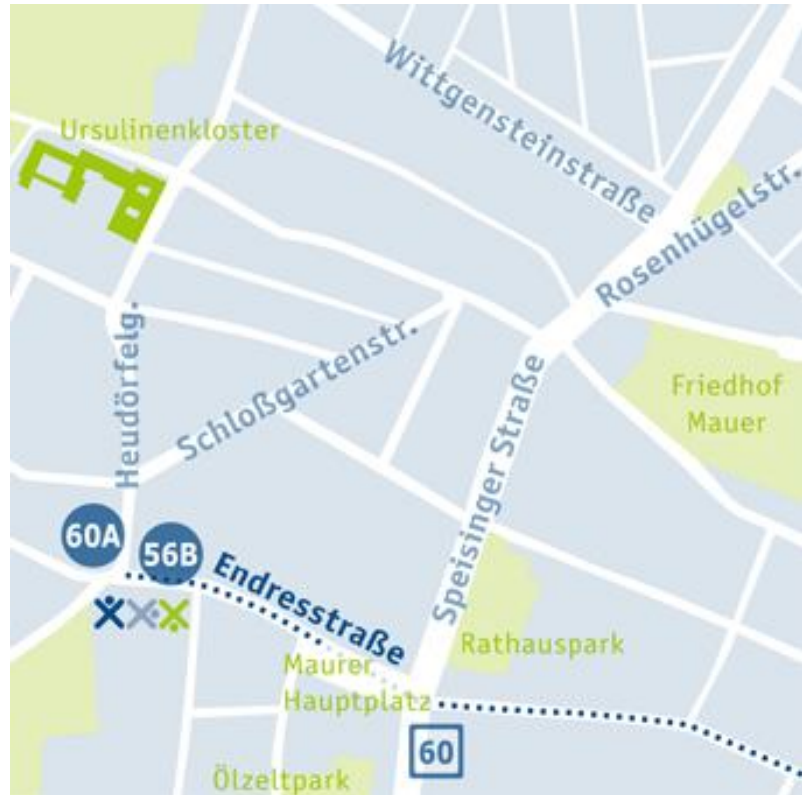 Wittgensteinstraße
Ursulinenkloster
Rosenhügelstr.
Heudörfelg.
Schloßgartenstr.
Speisinger Straße
Friedhof
Mauer
60A
56B
Endresstraße
Rathauspark
Maurer
Hauptplatz
60
Ölzeltpark